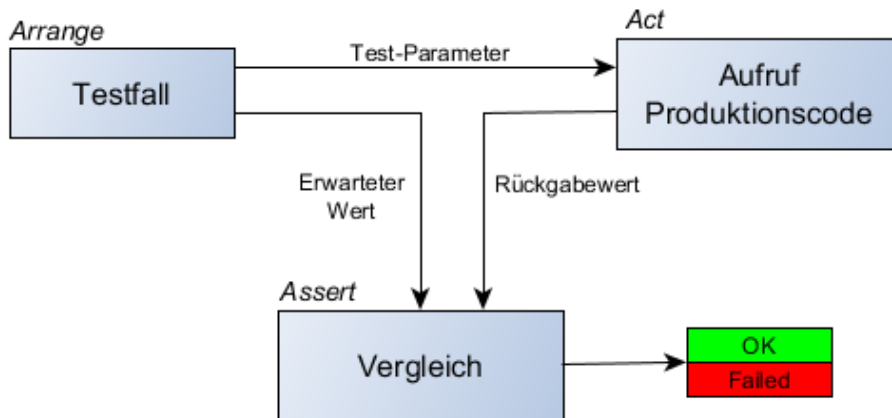 Arrange
Testfall
Test-Parameter
Act
Aufruf
Produktionscode
Erwarteter
Wert
Rückgabewert
Assert
Vergleich
OK
Failed